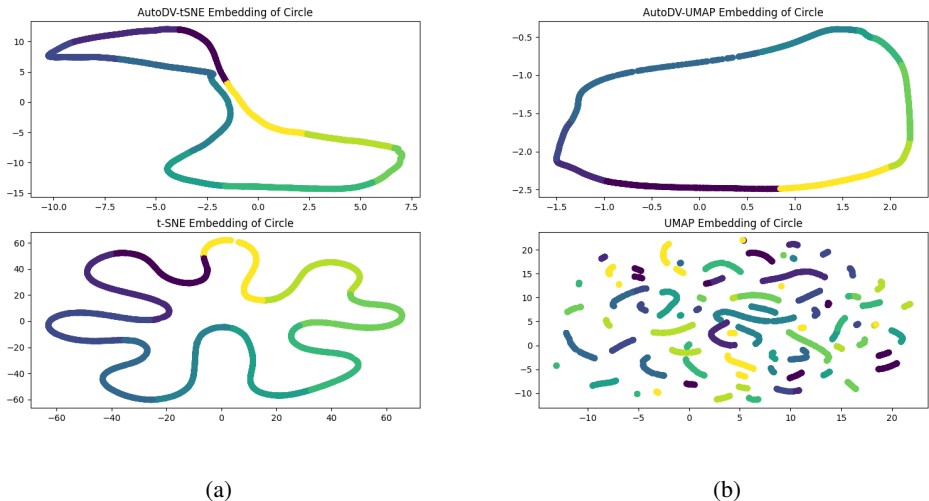 AutoDV-tSNE Embedding of Circle
10
5
0
−5
−10
−15
−10.0 −7.5 −5.0 −2.5 0.0 2.5 5.0 7.5
t-SNE Embedding of Circle
60
40
20
0
−20
−40
−60
−60 −40 −20 0 20 40 60
(a)
AutoDV-UMAP Embedding of Circle
−0.5
−1.0
−1.5
−2.0
−2.5
−1.5 −1.0 −0.5 0.0 0.5 1.0 1.5 2.0
UMAP Embedding of Circle
20
15
10
5
0
−5
−10
−10 −5 0 5 10 15 20
(b)